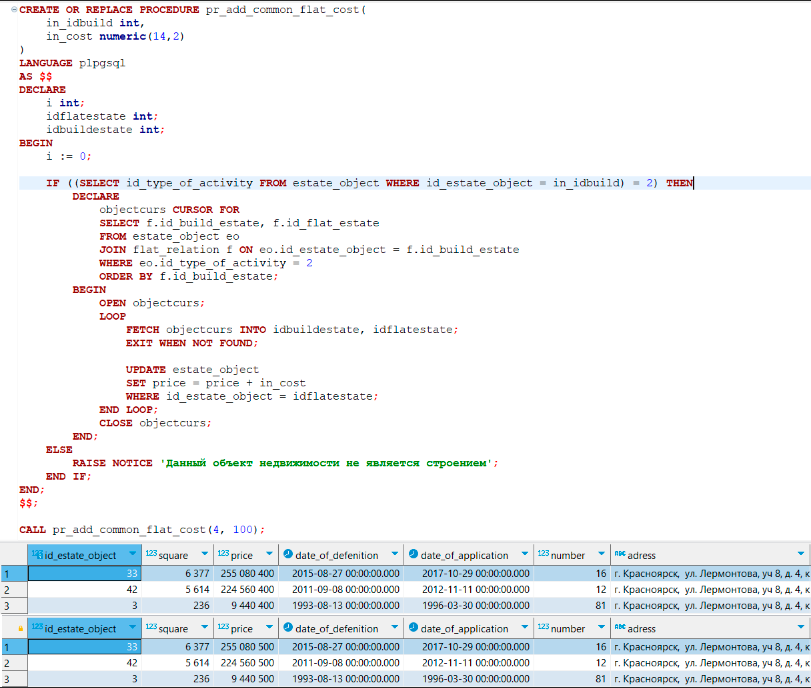 CREATE OR REPLACE PROCEDURE pr_add_common_flat_cost(
in_idbuild int,
in_cost numeric(14,2)
)
LANGUAGE plpgsql
AS $$
DECLARE
i int;
idflatestate int;
idbuildestate int;
BEGIN
i := 0;
IF ((SELECT id_type_of_activity FROM estate_object WHERE id_estate_object = in_idbuild) = 2) THEN
DECLARE
objectcurs CURSOR FOR
SELECT f.id_build_estate, f.id_flat_estate
FROM estate_object eo
JOIN flat_relation f ON eo.id_estate_object = f.id_build_estate
WHERE eo.id_type_of_activity = 2
ORDER BY f.id_build_estate;
BEGIN
OPEN objectcurs;
LOOP
FETCH objectcurs INTO idbuildestate, idflatestate;
EXIT WHEN NOT FOUND;
UPDATE estate_object
SET price = price + in_cost
WHERE id_estate_object = idflatestate;
END LOOP;
CLOSE objectcurs;
END;
ELSE
RAISE NOTICE 'Данный объект недвижимости не является строением';
END IF;
END;
$$;
CALL pr_add_common_flat_cost(4, 100);
123 id_estate_object 123 square 123 price date_of_defenition date_of_application 123 number ABC adress
1 33 6 377 255 080 400 2015-08-27 00:00:00.000 2017-10-29 00:00:00.000 16 г. Красноярск, ул. Лермонтова, уч 8, д. 4, к
2 42 5 614 224 560 400 2011-09-08 00:00:00.000 2012-11-11 00:00:00.000 12 г. Красноярск, ул. Лермонтова, уч 8, д. 4, к
3 3 236 9 440 400 1993-08-13 00:00:00.000 1996-03-30 00:00:00.000 81 г. Красноярск, ул. Лермонтова, уч 8, д. 4, к
id_estate_object 123 square 123 price date_of_defenition date_of_application 123 number ABC adress
1 33 6 377 255 080 500 2015-08-27 00:00:00.000 2017-10-29 00:00:00.000 16 г. Красноярск, ул. Лермонтова, уч 8, д. 4, к
2 42 5 614 224 560 500 2011-09-08 00:00:00.000 2012-11-11 00:00:00.000 12 г. Красноярск, ул. Лермонтова, уч 8, д. 4, к
3 3 236 9 440 500 1993-08-13 00:00:00.000 1996-03-30 00:00:00.000 81 г. Красноярск, ул. Лермонтова, уч 8, д. 4, к